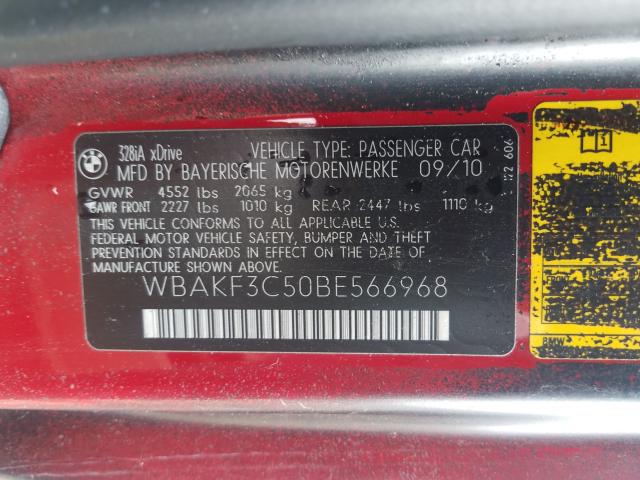 328iA xDrive VEHICLE TYPE: PASSENGER CAR
MFD BY BAYERISCHE MOTORENWERKE 09/10
GVWR 4552 lbs 2065 kg
GAWR FRONT 2227 lbs 1010 kg REAR 2447 lbs 1110 kg
THIS VEHICLE CONFORMS TO ALL APPLICABLE U.S.
FEDERAL MOTOR VEHICLE SAFETY, BUMPER AND THEFT
PREVENTION STANDARDS IN EFFECT ON THE DATE OF
MANUFACTURE SHOWN ABOVE.
WBAKF3C50BE566968
606
BMW